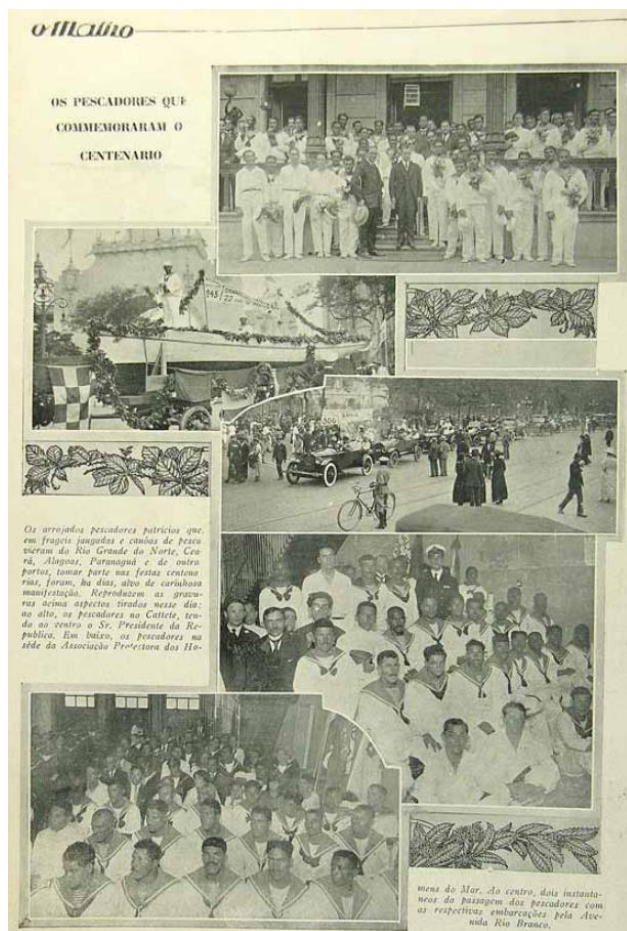 O Malho
OS PESCADORES QUE
COMMEMORARAM O
CENTENARIO
Os arrojados pescadores patricios que,
em frageis jangadas e canôas de pesca
vieram do Rio Grande do Norte, Cea-
rá, Alagoas, Paranaguá e de outro
portos, tomar parte nas festas centena
rias, foram, ha dias, alvo de carinhosa
manifestação. Reproduzem as gravu-
ras acima aspectos tirados nesse dia:
ao alto, os pescadores no Cattete, ten-
do ao centro o Sr. Presidente da Re-
publica. Em baixo, os pescadores na
séde da Associação Protectora dos Ho-
mens do Mar. Ao centro, dois instanta-
neos da passagem dos pescadores com
as respectivas embarcações pela Ave-
nida Rio Branco.